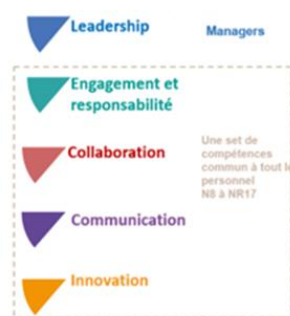 Leadership
Managers
Engagement et
responsabilité
Collaboration
Une set de
compétences
commun à tout le
personnel
N8 à NR17
Communication
Innovation